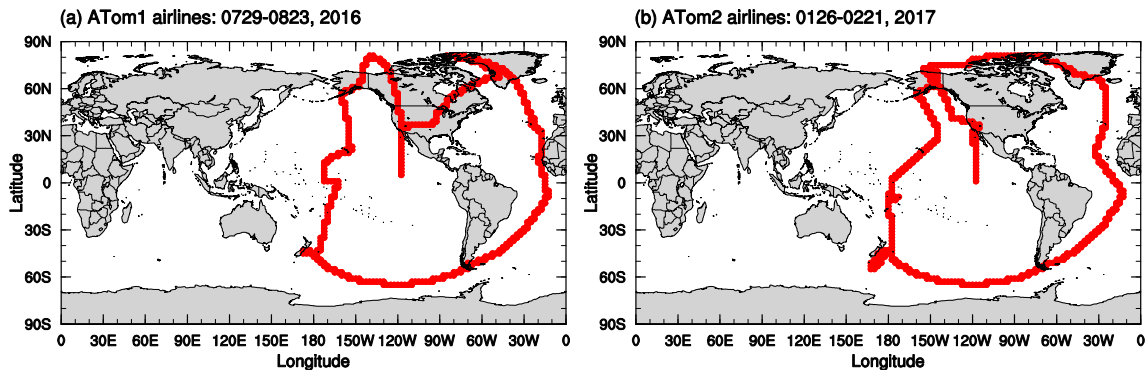 (a) ATom1 airlines: 0729-0823, 2016
90N
60N
30N
0
30S
60S
90S
Latitude
0 30E 60E 90E 120E 150E 180 150W 120W 90W 60W 30W 0
Longitude
(b) ATom2 airlines: 0126-0221, 2017
90N
60N
30N
0
30S
60S
90S
Latitude
0 30E 60E 90E 120E 150E 180 150W 120W 90W 60W 30W 0
Longitude